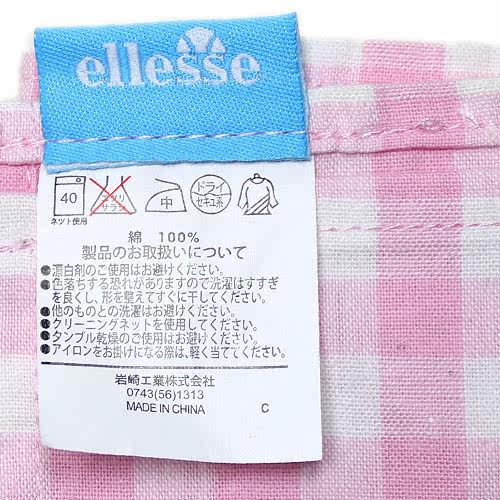 ellesse
40
ネット使用
エンソ
サラシ
中
ドライ
セキユ系
綿 100%
製品のお取扱いについて
●漂白剤のご使用はお避けください。
●色落ちする恐れがありますので洗濯はすすぎ
を良くし、形を整えてすぐに干してください。
●他のものとの洗濯はお避けください。
●クリーニングネットを使用してください。
●タンブル乾燥のご使用はお避けください。
●アイロンをお掛けになる際は、軽く当ててください。
岩崎工業株式会社
0743(56)1313
MADE IN CHINA
C